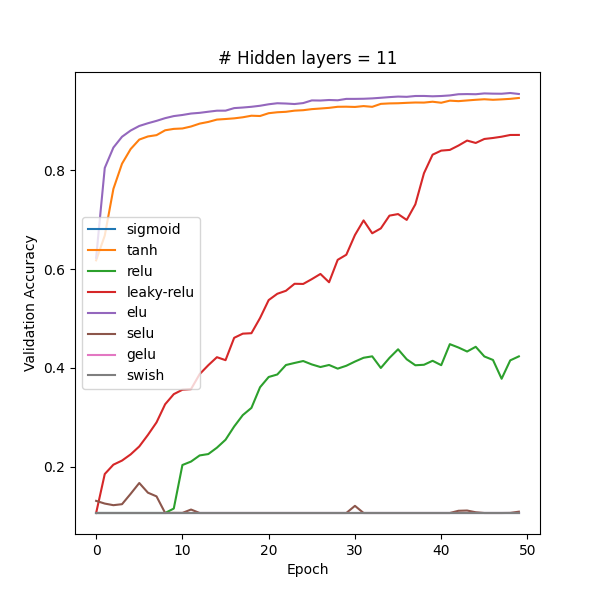 # Hidden layers = 11
Validation Accuracy
0.8
0.6
0.4
0.2
sigmoid
tanh
relu
leaky-relu
elu
selu
gelu
swish
0 10 20 30 40 50
Epoch